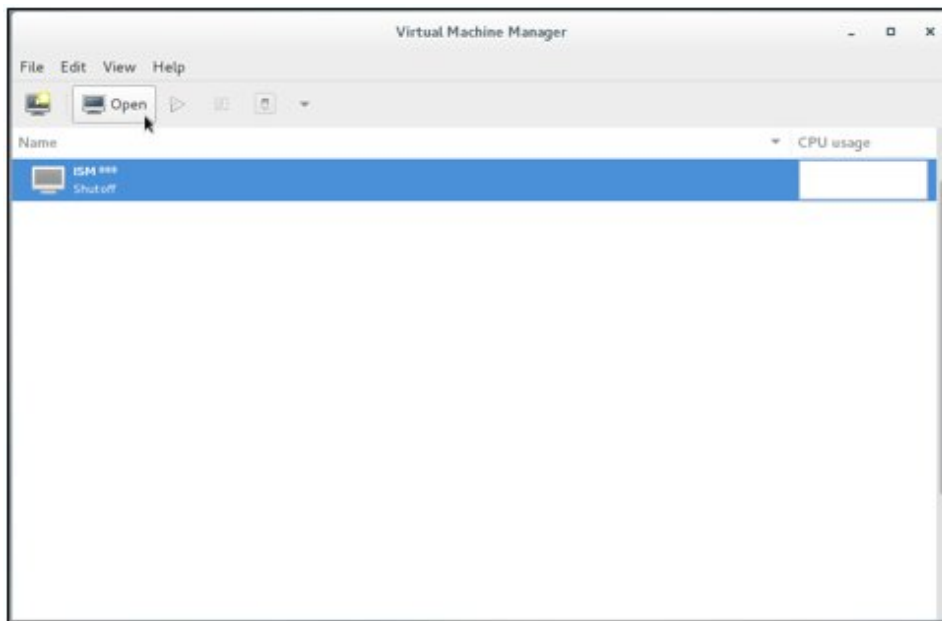 Virtual Machine Manager
File Edit View Help
Open
Name CPU usage
ISM ***
Shutoff